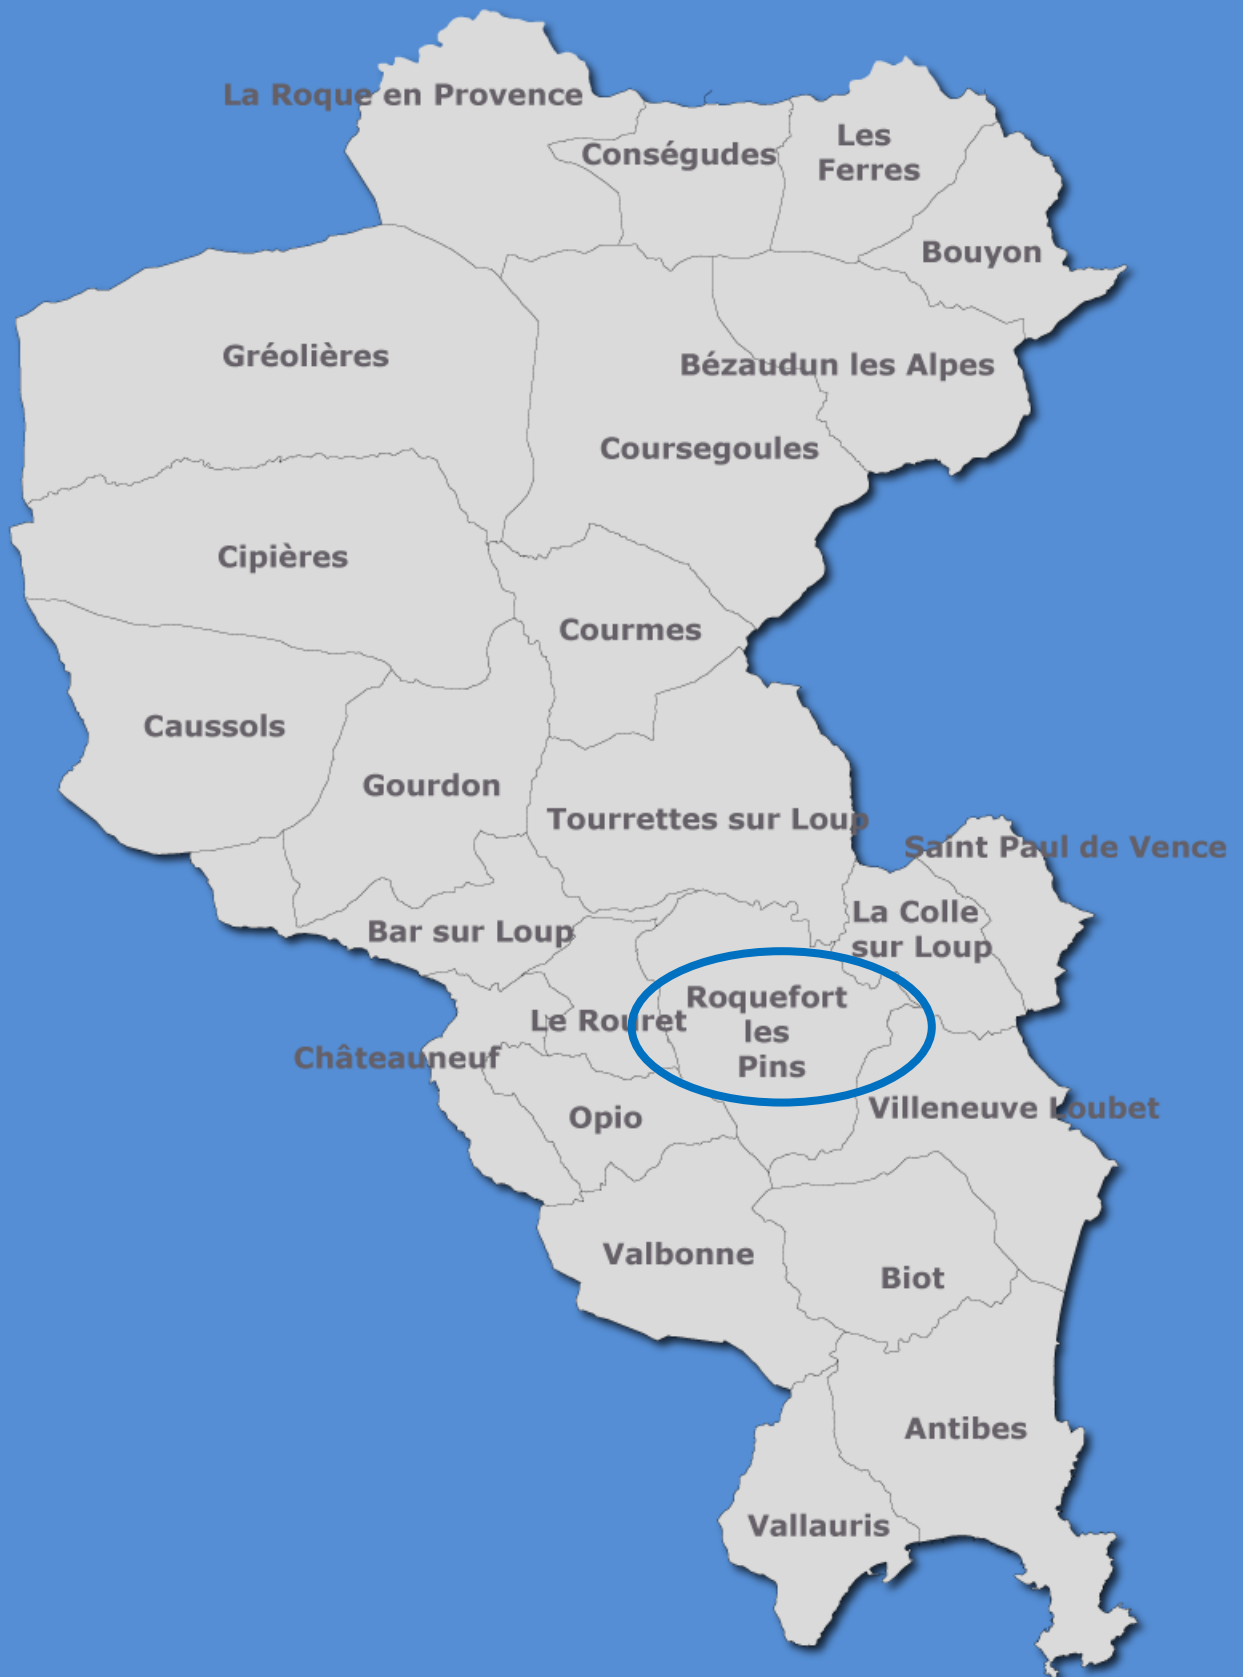 La Roque en Provence
Conségudes
Les
Ferres
Bouyon
Gréolières
Bézaudun les Alpes
Coursegoules
Cipières
Courmes
Caussols
Gourdon
Tourrettes sur Loup
Saint Paul de Vence
La Colle
sur Loup
Bar sur Loup
Roquefort
les
Pins
Le Rouret
Châteauneuf
Opio
Villeneuve Loubet
Valbonne
Biot
Antibes
Vallauris